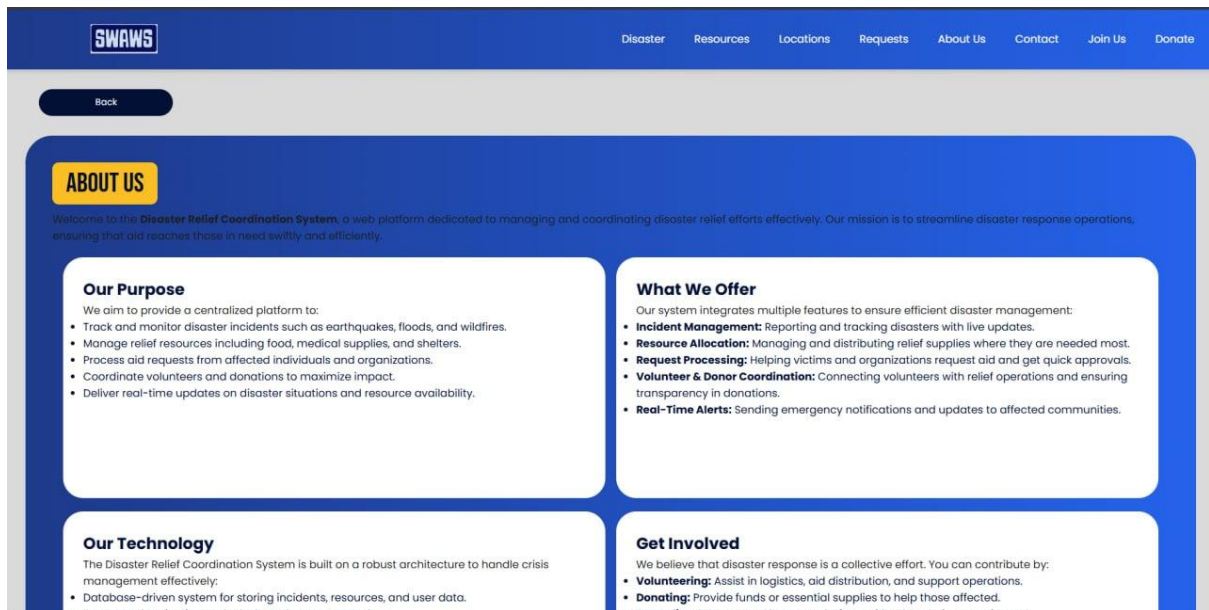 SWAWS
Disaster Resources Locations Requests About Us Contact Join Us Donate
Back
ABOUT US
Welcome to the Disaster Relief Coordination System, a web platform dedicated to managing and coordinating disaster relief efforts effectively. Our mission is to streamline disaster response operations,
ensuring that aid reaches those in need swiftly and efficiently.
Our Purpose
We aim to provide a centralized platform to:
• Track and monitor disaster incidents such as earthquakes, floods, and wildfires.
• Manage relief resources including food, medical supplies, and shelters.
• Process aid requests from affected individuals and organizations.
• Coordinate volunteers and donations to maximize impact.
• Deliver real-time updates on disaster situations and resource availability.
What We Offer
Our system integrates multiple features to ensure efficient disaster management:
• Incident Management: Reporting and tracking disasters with live updates.
• Resource Allocation: Managing and distributing relief supplies where they are needed most.
• Request Processing: Helping victims and organizations request aid and get quick approvals.
• Volunteer & Donor Coordination: Connecting volunteers with relief operations and ensuring
transparency in donations.
• Real-Time Alerts: Sending emergency notifications and updates to affected communities.
Our Technology
The Disaster Relief Coordination System is built on a robust architecture to handle crisis
management effectively:
• Database-driven system for storing incidents, resources, and user data.
Get Involved
We believe that disaster response is a collective effort. You can contribute by:
• Volunteering: Assist in logistics, aid distribution, and support operations.
• Donating: Provide funds or essential supplies to help those affected.